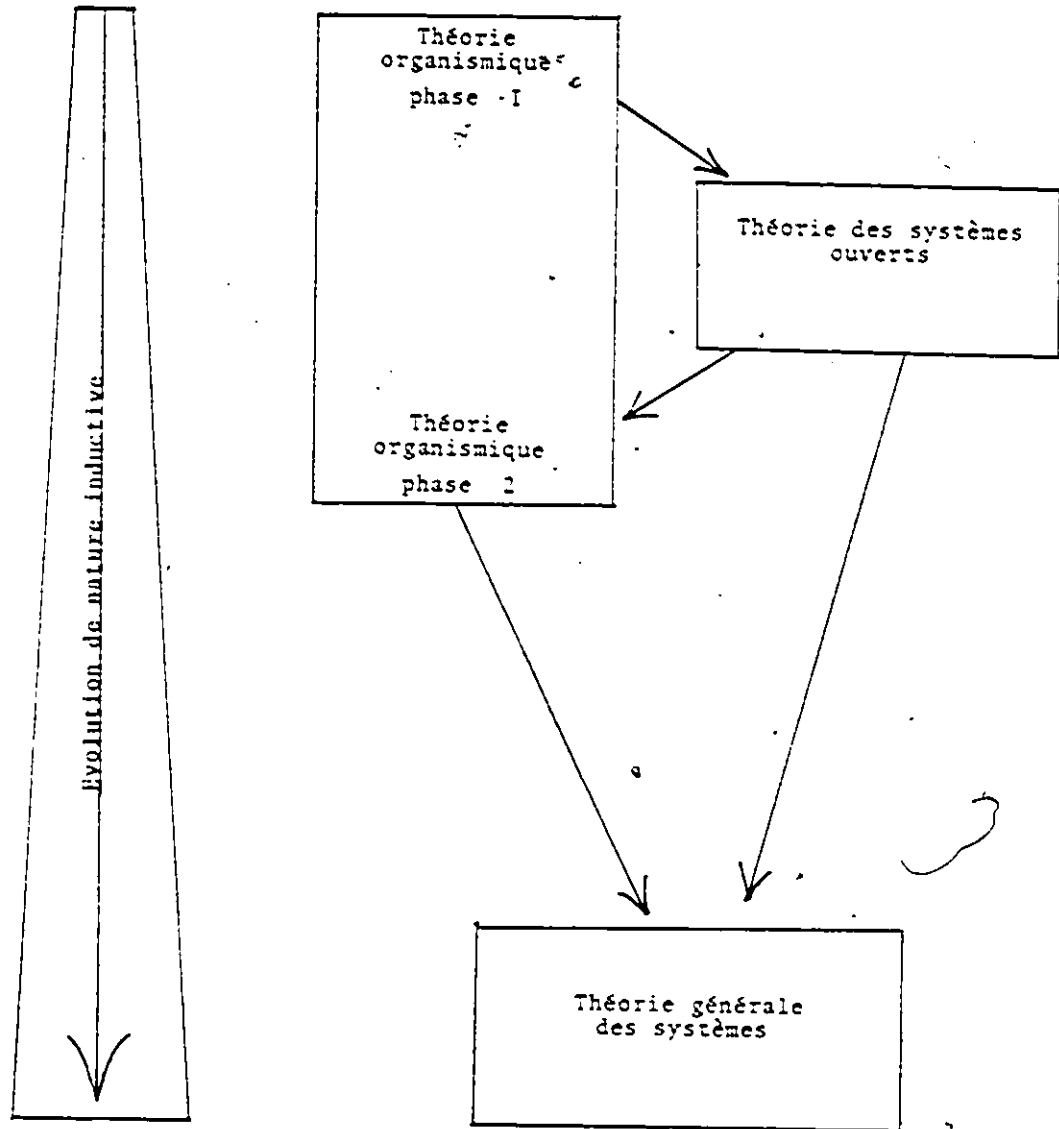 Théorie
organismique
phase 1
Théorie des systèmes
ouverts
Théorie
organismique
phase 2
Evolution de nature inductive
Théorie générale
des systèmes